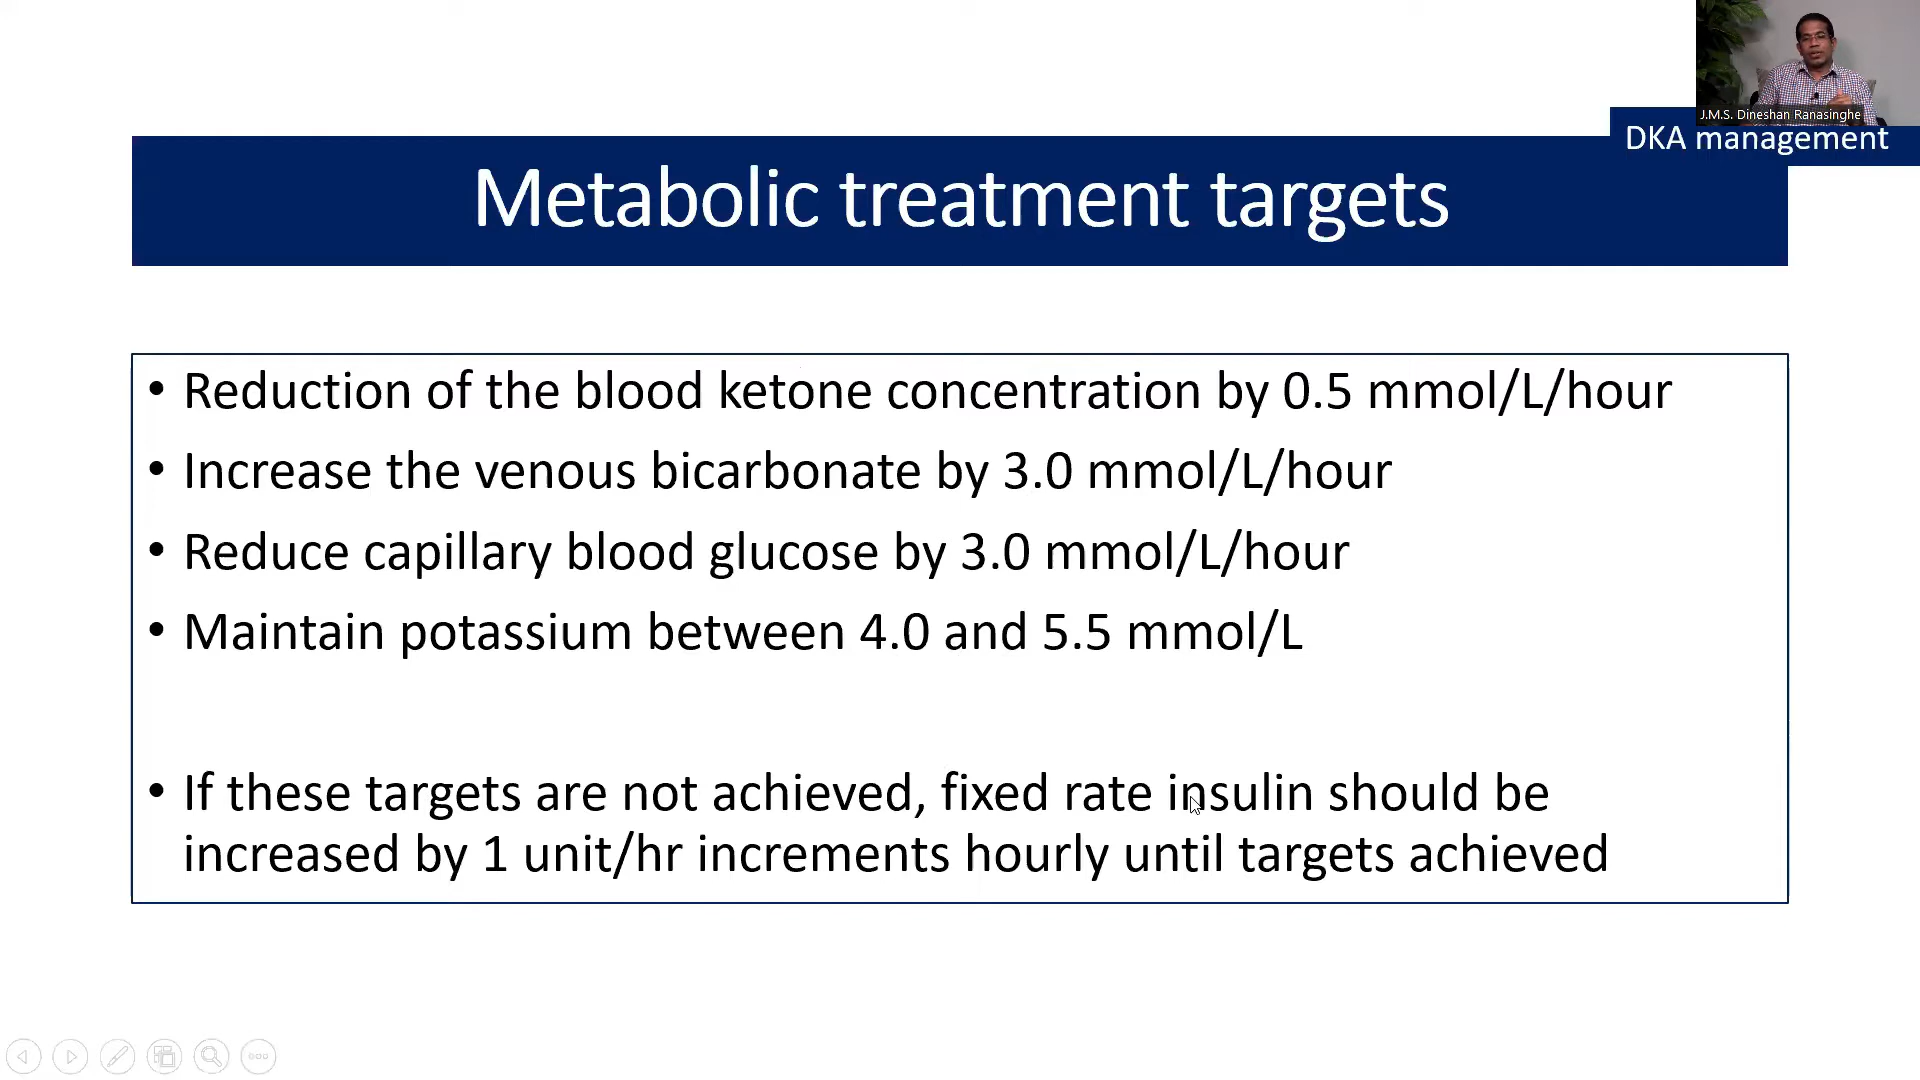 J.M.S. Dineshan Ranasinghe
DKA management
Metabolic treatment targets
• Reduction of the blood ketone concentration by 0.5 mmol/L/hour
• Increase the venous bicarbonate by 3.0 mmol/L/hour
• Reduce capillary blood glucose by 3.0 mmol/L/hour
• Maintain potassium between 4.0 and 5.5 mmol/L
• If these targets are not achieved, fixed rate insulin should be
increased by 1 unit/hr increments hourly until targets achieved